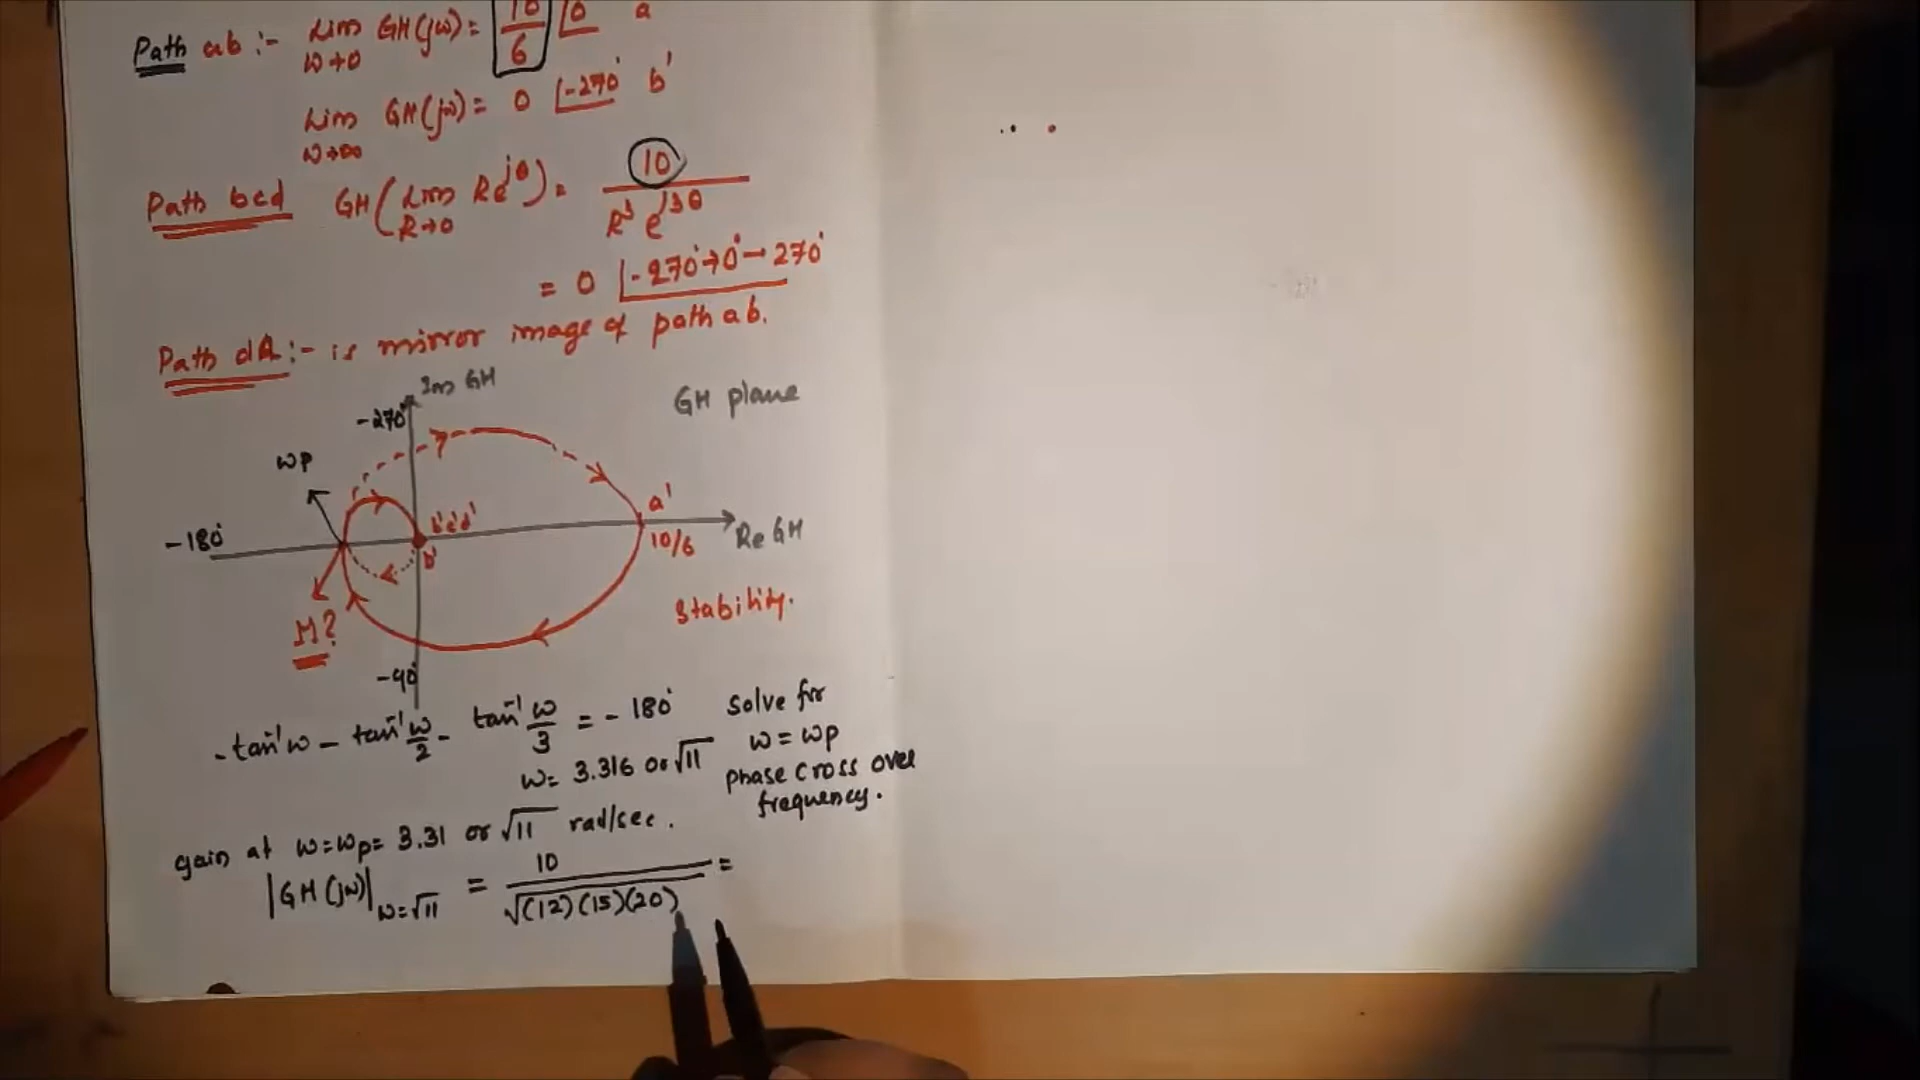 Path ab :- Lim GH(jω) = 10/6 ∠0° a'
ω→0
Lim GH(jω) = 0 ∠-270° b'
ω→∞
Path bcd GH(Lim Re^jθ) = 10
R→0 R³ e^j3θ
= 0 ∠-270°→0°→270°
Path da :- is mirror image of path ab.
Im GH
GH plane
-270°
ωp
a'
-180°
b'c'd'
b'
10/6
Re GH
M?
Stability.
-90°
-tan⁻¹ω - tan⁻¹ ω/2 - tan⁻¹ ω/3 = -180° Solve for
ω = ωp
ω = 3.316 or √11 phase cross over
frequency.
gain at ω=ωp= 3.31 or √11 rad/sec.
|GH(jω)| ω=√11 = 10/√(12)(15)(20) =